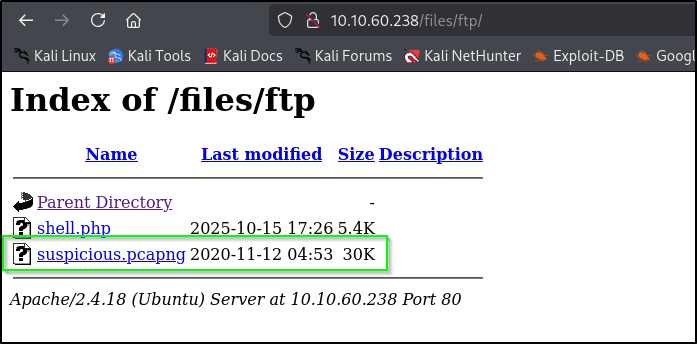 10.10.60.238/files/ftp/
Kali Linux Kali Tools Kali Docs Kali Forums Kali NetHunter Exploit-DB Googl
Index of /files/ftp
Name Last modified Size Description
Parent Directory -
shell.php 2025-10-15 17:26 5.4K
suspicious.pcapng 2020-11-12 04:53 30K
Apache/2.4.18 (Ubuntu) Server at 10.10.60.238 Port 80